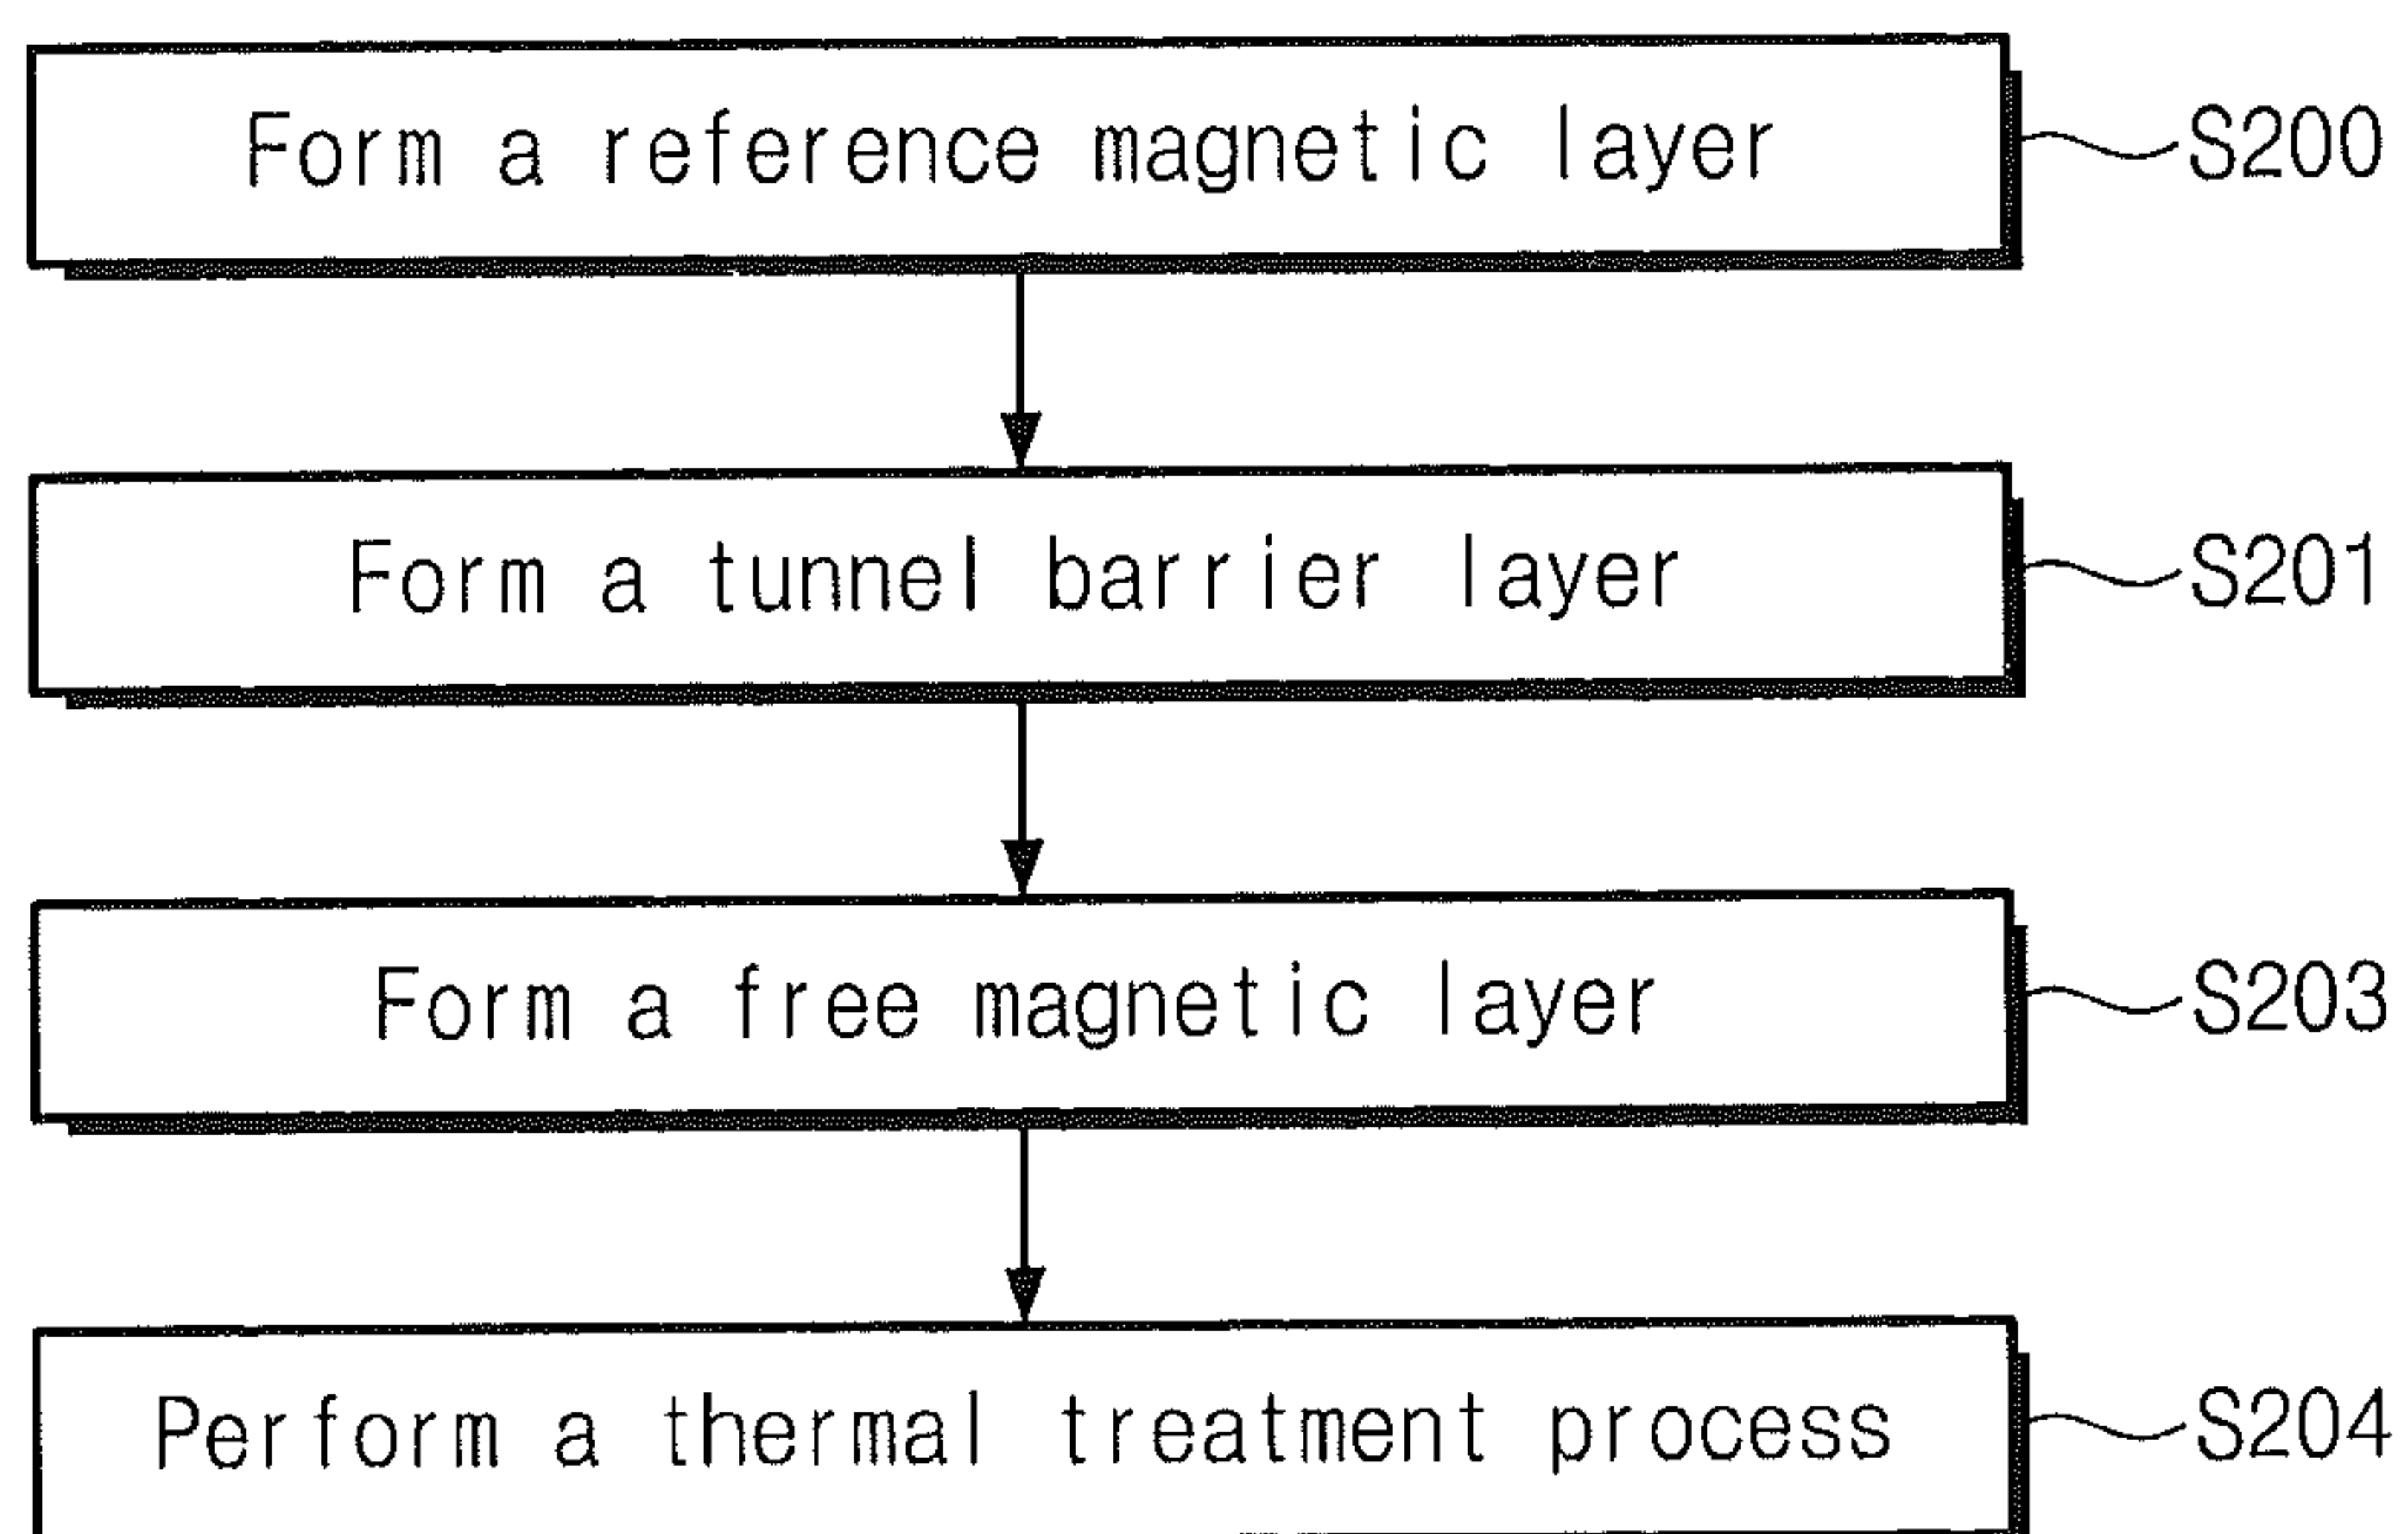 Form a reference magnetic layer S200
Form a tunnel barrier layer S201
Form a free magnetic layer S203
Perform a thermal treatment process S204